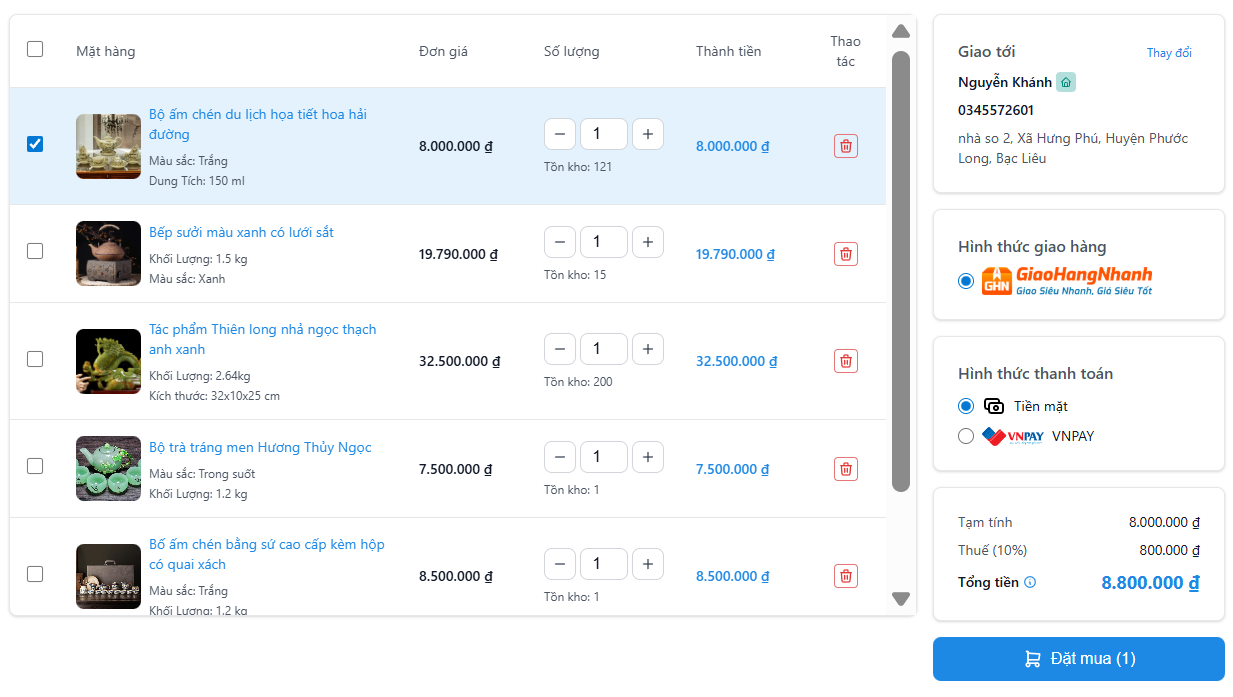 Mặt hàng
Đơn giá
Số lượng
Thành tiền
Thao
tác
Bộ ấm chén du lịch họa tiết hoa hải
đường
Màu sắc: Trắng
Dung Tích: 150 ml
8.000.000 ₫
1
Tồn kho: 121
8.000.000 ₫
Bếp sưởi màu xanh có lưới sắt
Khối Lượng: 1.5 kg
Màu sắc: Xanh
19.790.000 ₫
1
Tồn kho: 15
19.790.000 ₫
Tác phẩm Thiên long nhả ngọc thạch
anh xanh
Khối Lượng: 2.64kg
Kích thước: 32x10x25 cm
32.500.000 ₫
1
Tồn kho: 200
32.500.000 ₫
Bộ trà tráng men Hương Thủy Ngọc
Màu sắc: Trong suốt
Khối Lượng: 1.2 kg
7.500.000 ₫
1
Tồn kho: 1
7.500.000 ₫
Bố ấm chén bằng sứ cao cấp kèm hộp
có quai xách
Màu sắc: Trắng
Khối Lượng: 1.2 kg
8.500.000 ₫
1
Tồn kho: 1
8.500.000 ₫
Giao tới
Thay đổi
Nguyễn Khánh
0345572601
nhà so 2, Xã Hưng Phú, Huyện Phước
Long, Bạc Liêu
Hình thức giao hàng
GHN
GiaoHangNhanh
Giao Siêu Nhanh, Giá Siêu Tốt
Hình thức thanh toán
Tiền mặt
VNPAY
VNPAY
Tạm tính
8.000.000 ₫
Thuế (10%)
800.000 ₫
Tổng tiền
8.800.000 ₫
Đặt mua (1)